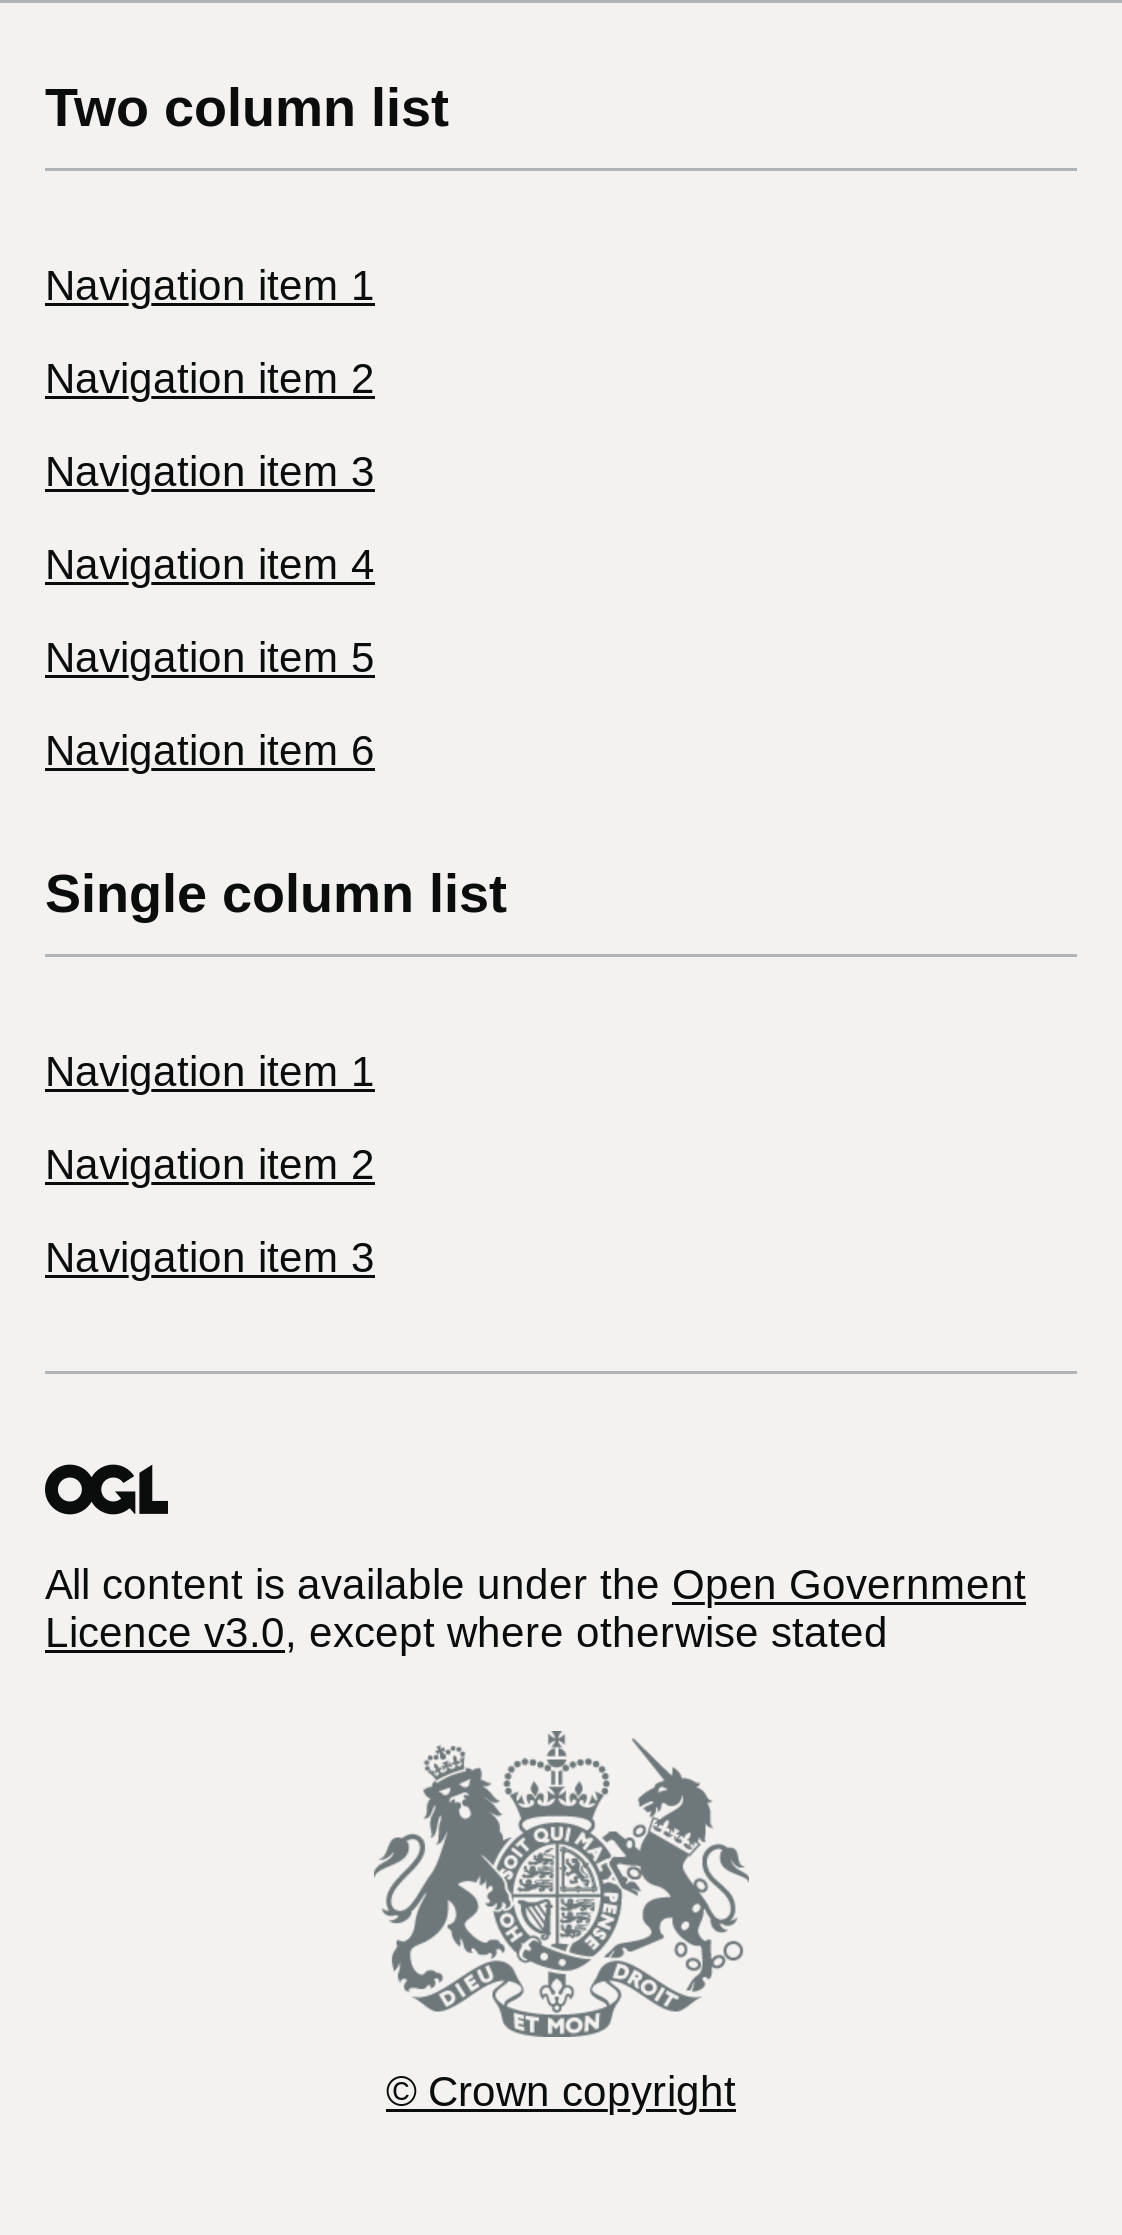 Two column list
Navigation item 1
Navigation item 2
Navigation item 3
Navigation item 4
Navigation item 5
Navigation item 6
Single column list
Navigation item 1
Navigation item 2
Navigation item 3
OGL
All content is available under the Open Government
Licence v3.0, except where otherwise stated
SOIT QUI MAL Y PENSE
HON
DIEU
ET MON
DROIT
© Crown copyright